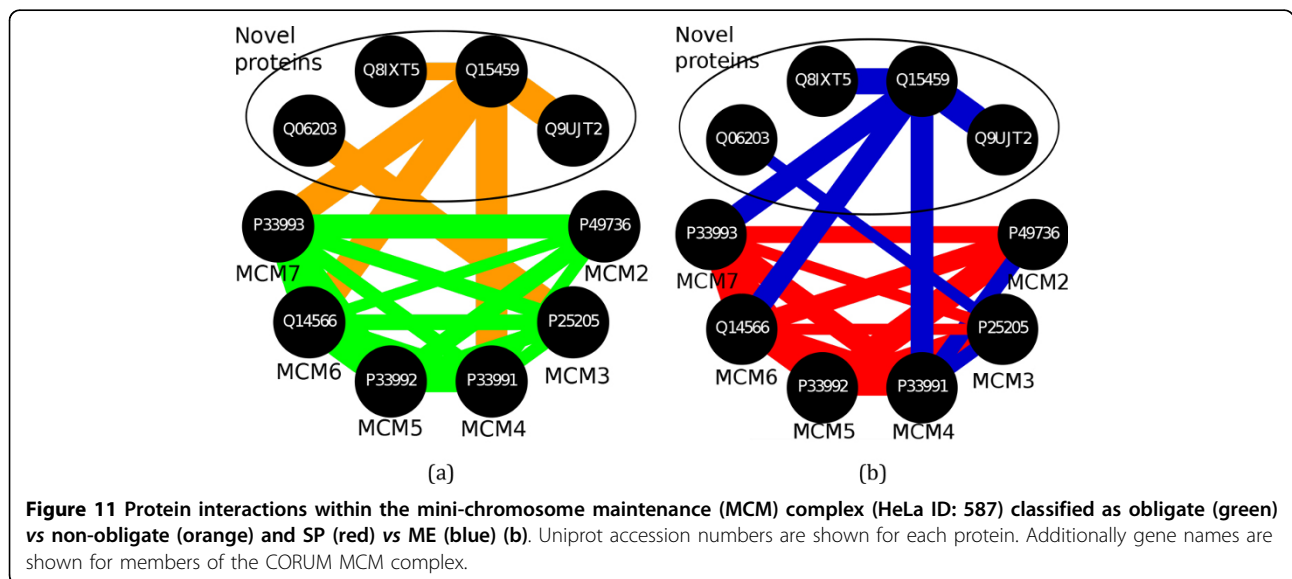 Novel
proteins
Q8IXT5
Q15459
Q06203
Q9UJT2
P33993
P49736
MCM7
MCM2
Q14566
P25205
MCM6
MCM3
P33992
P33991
MCM5
MCM4
(a)
Novel
proteins
Q8IXT5
Q15459
Q06203
Q9UJT2
P33993
P49736
MCM7
MCM2
Q14566
P25205
MCM6
MCM3
P33992
P33991
MCM5
MCM4
(b)
Figure 11 Protein interactions within the mini-chromosome maintenance (MCM) complex (HeLa ID: 587) classified as obligate (green)
vs non-obligate (orange) and SP (red) vs ME (blue) (b). Uniprot accession numbers are shown for each protein. Additionally gene names are
shown for members of the CORUM MCM complex.